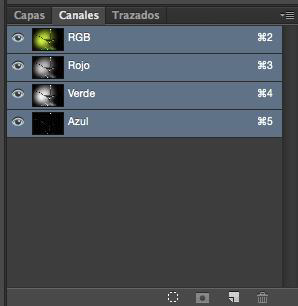 Capas Canales Trazados
RGB ⌘2
Rojo ⌘3
Verde ⌘4
Azul ⌘5